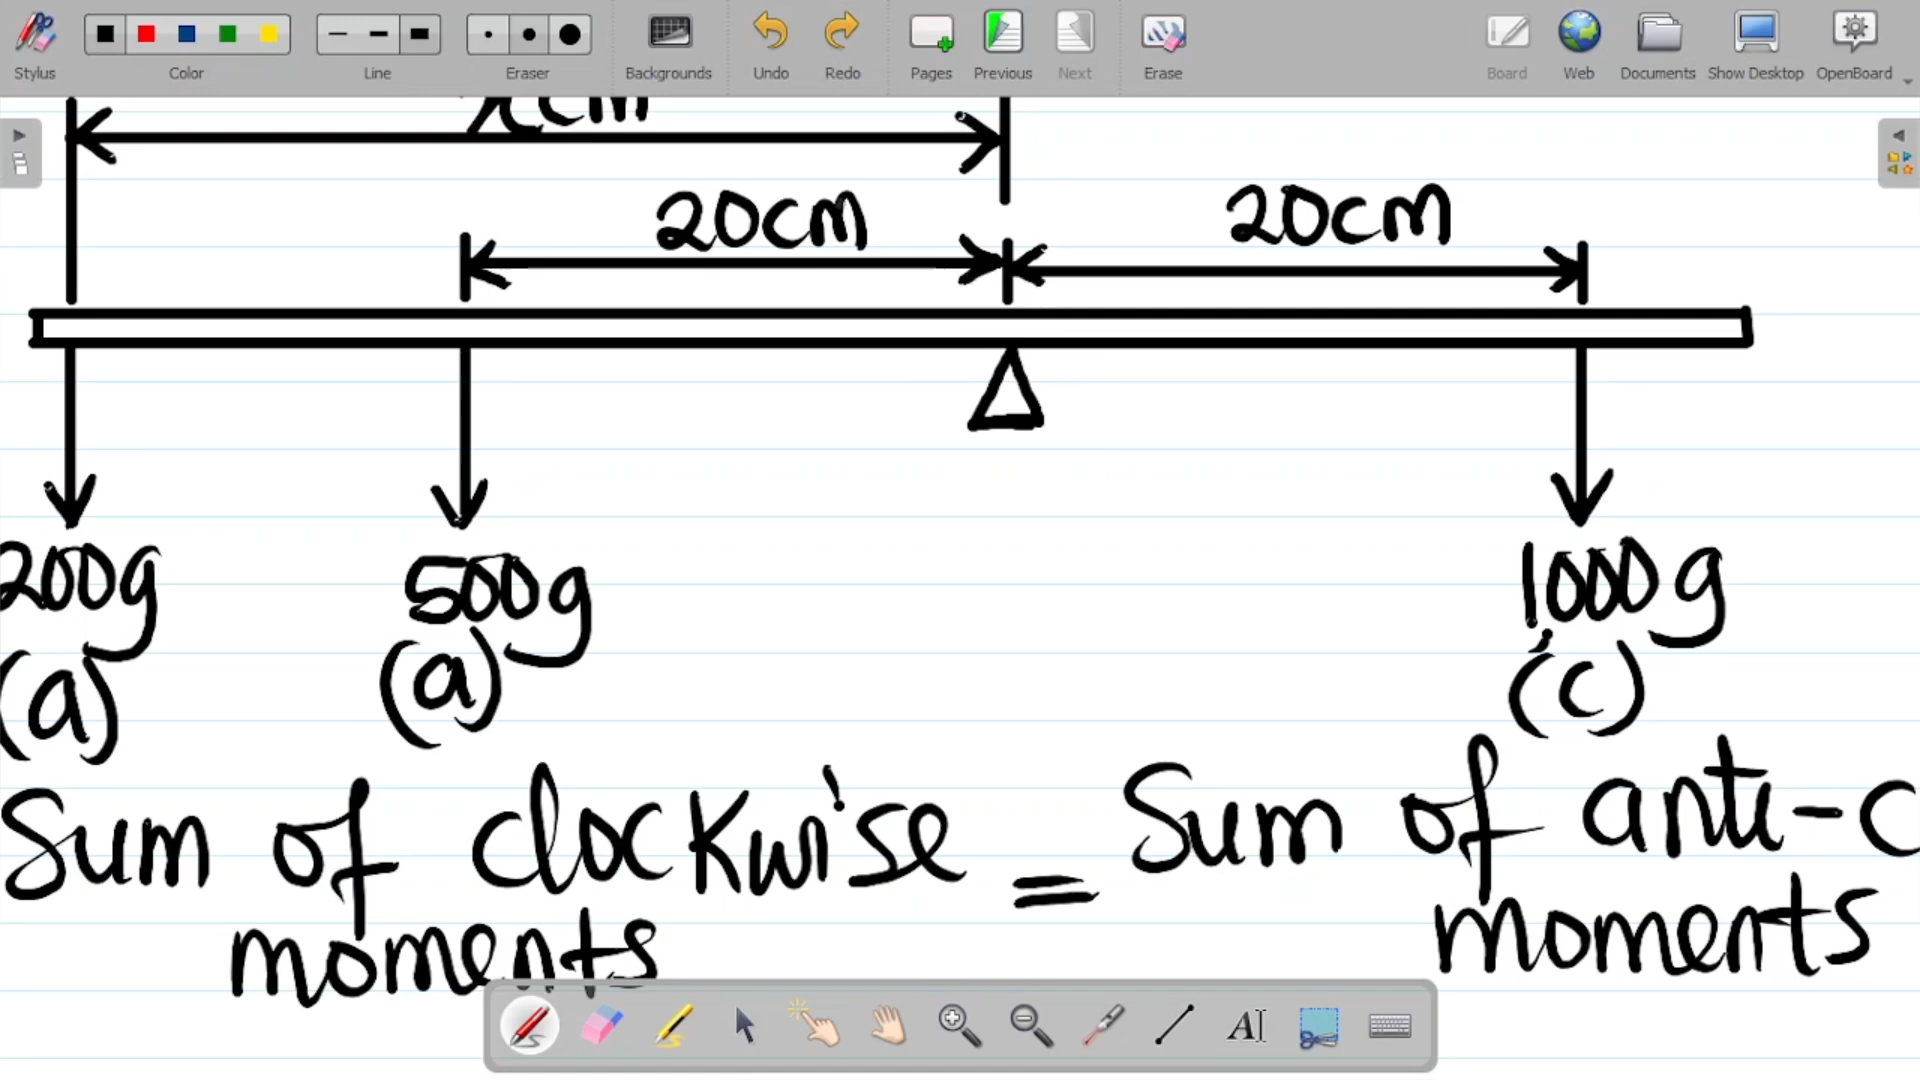 Stylus Color Line Eraser Backgrounds Undo Redo Pages Previous Next Erase Board Web Documents Show Desktop OpenBoard
20cm 20cm
200g 500g 1000g
(a) (a) (c)
Sum of clockwise = Sum of anti-c
moments moments